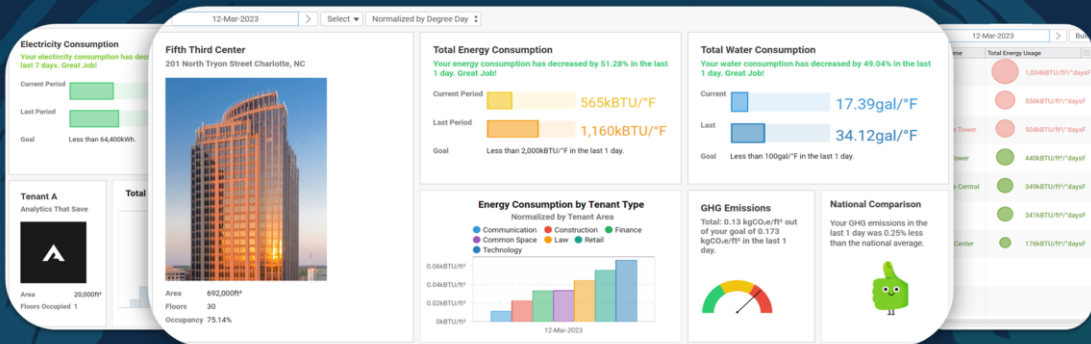 Electricity Consumption
Your electricity consumption has dec
last 7 days. Great Job!
Current Period
Last Period
Goal
Less than 64,400kWh.
Tenant A
Analytics That Save
Area
20,000ft²
Floors Occupied 1
Total
12-Mar-2023
Select
Normalized by Degree Day
Fifth Third Center
201 North Tryon Street Charlotte, NC
Area
692,000ft²
Floors
30
Occupancy
75.14%
Total Energy Consumption
Your energy consumption has decreased by 51.28% in the last
1 day. Great Job!
Current Period
565kBTU/°F
Last Period
1,160kBTU/°F
Goal
Less than 2,000kBTU/°F in the last 1 day.
Total Water Consumption
Your water consumption has decreased by 49.04% in the last
1 day. Great Job!
Current
17.39gal/°F
Last
34.12gal/°F
Goal
Less than 100gal/°F in the last 1 day.
Energy Consumption by Tenant Type
Normalized by Tenant Area
Communication
Construction
Finance
Common Space
Law
Retail
Technology
0.06kBTU/ft²
0.04kBTU/ft²
0.02kBTU/ft²
0kBTU/ft²
12-Mar-2023
GHG Emissions
Total: 0.13 kgCO₂e/ft² out
of your goal of 0.173
kgCO₂e/ft² in the last 1
day.
National Comparison
Your GHG emissions in the
last 1 day was 0.25% less
than the national average.
12-Mar-2023
Total Energy Usage
1,004kBTU/ft²/°daysF
556kBTU/ft²/°daysF
Tower
504kBTU/ft²/°daysF
ower
440kBTU/ft²/°daysF
e Central
349kBTU/ft²/°daysF
341kBTU/ft²/°daysF
Center
176kBTU/ft²/°daysF